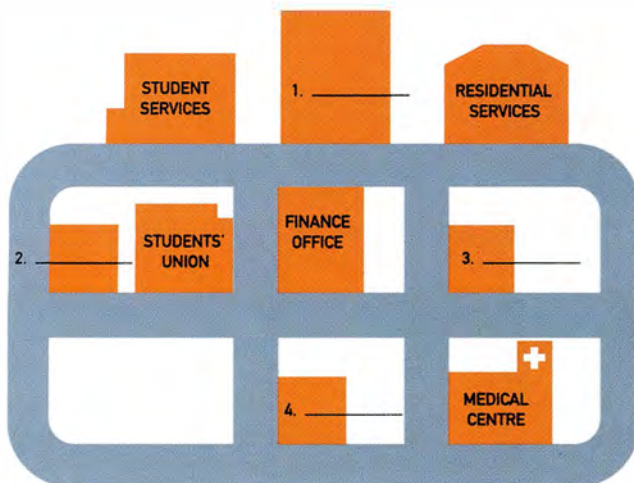 STUDENT
SERVICES
1.
RESIDENTIAL
SERVICES
2.
STUDENTS'
UNION
FINANCE
OFFICE
3.
4.
MEDICAL
CENTRE